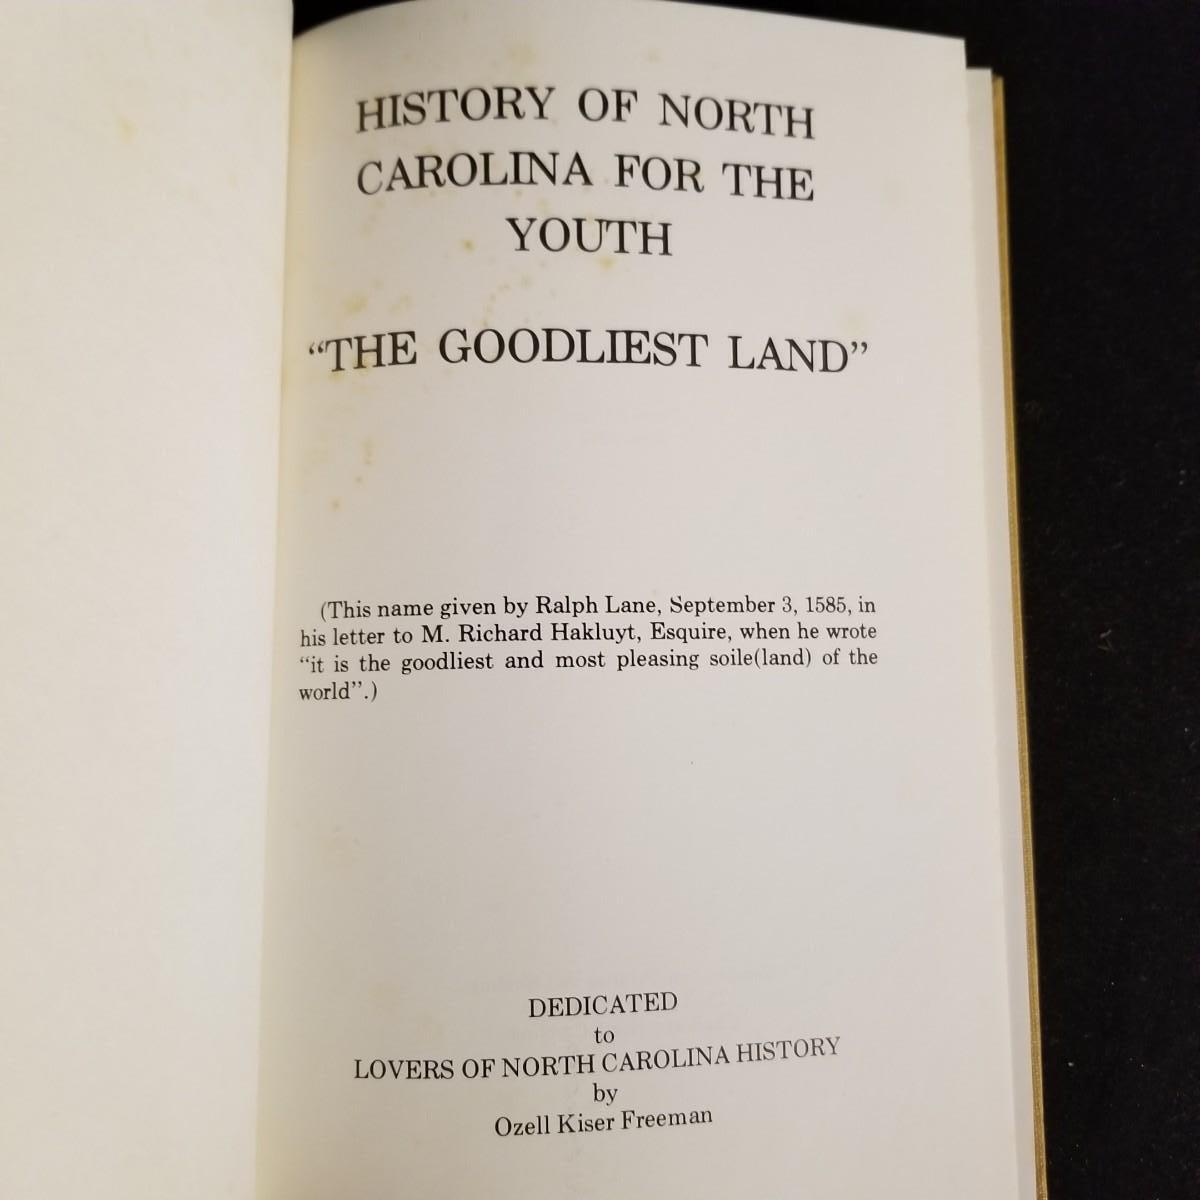 HISTORY OF NORTH
CAROLINA FOR THE
YOUTH
“THE GOODLIEST LAND”
(This name given by Ralph Lane, September 3, 1585, in
his letter to M. Richard Hakluyt, Esquire, when he wrote
“it is the goodliest and most pleasing soile(land) of the
world”.)
DEDICATED
to
LOVERS OF NORTH CAROLINA HISTORY
by
Ozell Kiser Freeman